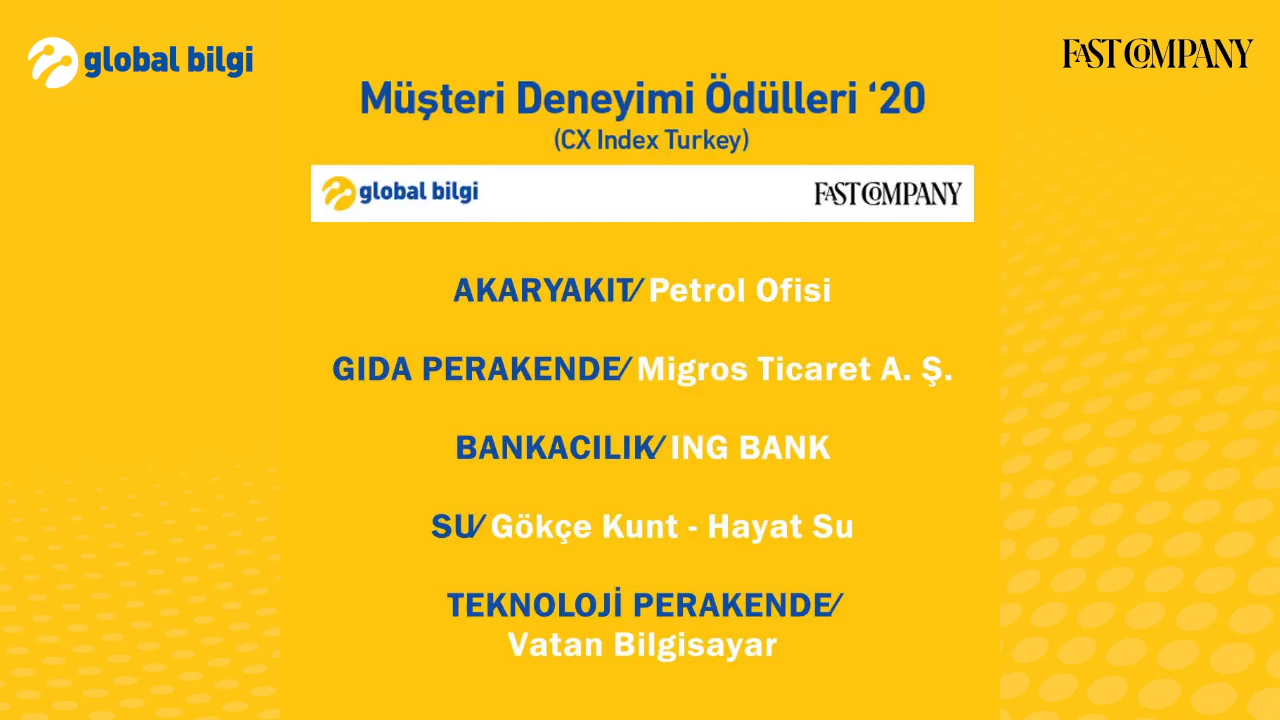 global bilgi
FAST COMPANY
Müşteri Deneyimi Ödülleri ‘20
(CX Index Turkey)
global bilgi
FAST COMPANY
AKARYAKIT/ Petrol Ofisi
GIDA PERAKENDE/ Migros Ticaret A. Ş.
BANKACILIK/ ING BANK
SU/ Gökçe Kunt - Hayat Su
TEKNOLOJİ PERAKENDE/
Vatan Bilgisayar